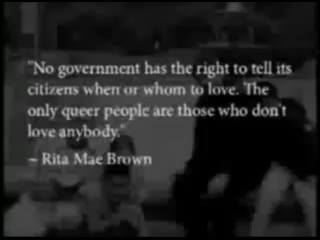 "No government has the right to tell its
citizens when or whom to love. The
only queer people are those who don't
love anybody."
~ Rita Mae Brown